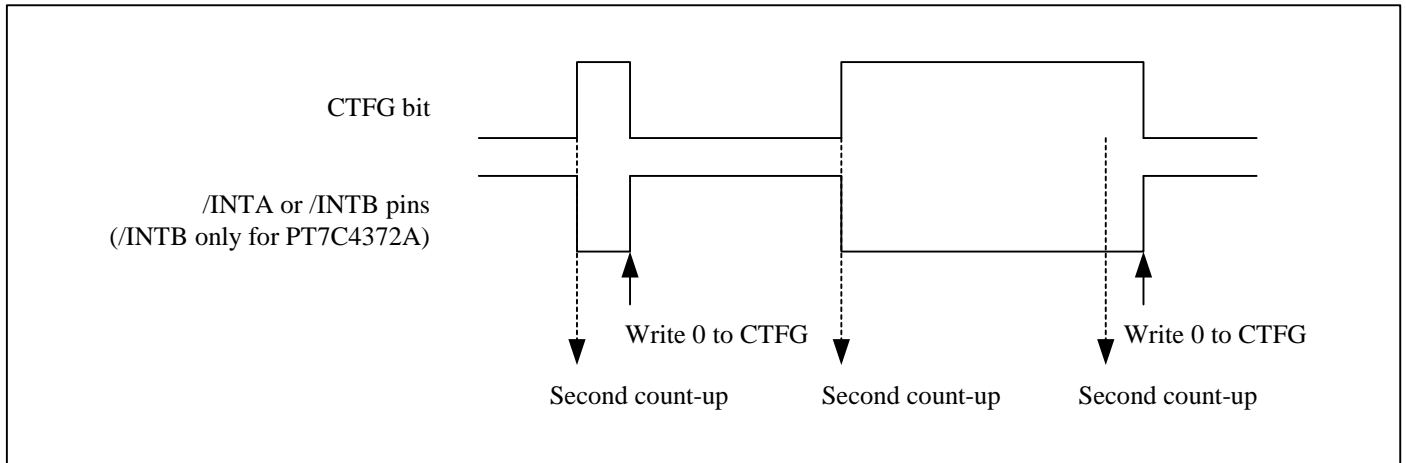 CTFG bit
/INTA or /INTB pins
(/INTB only for PT7C4372A)
Write 0 to CTFG
Write 0 to CTFG
Second count-up
Second count-up
Second count-up